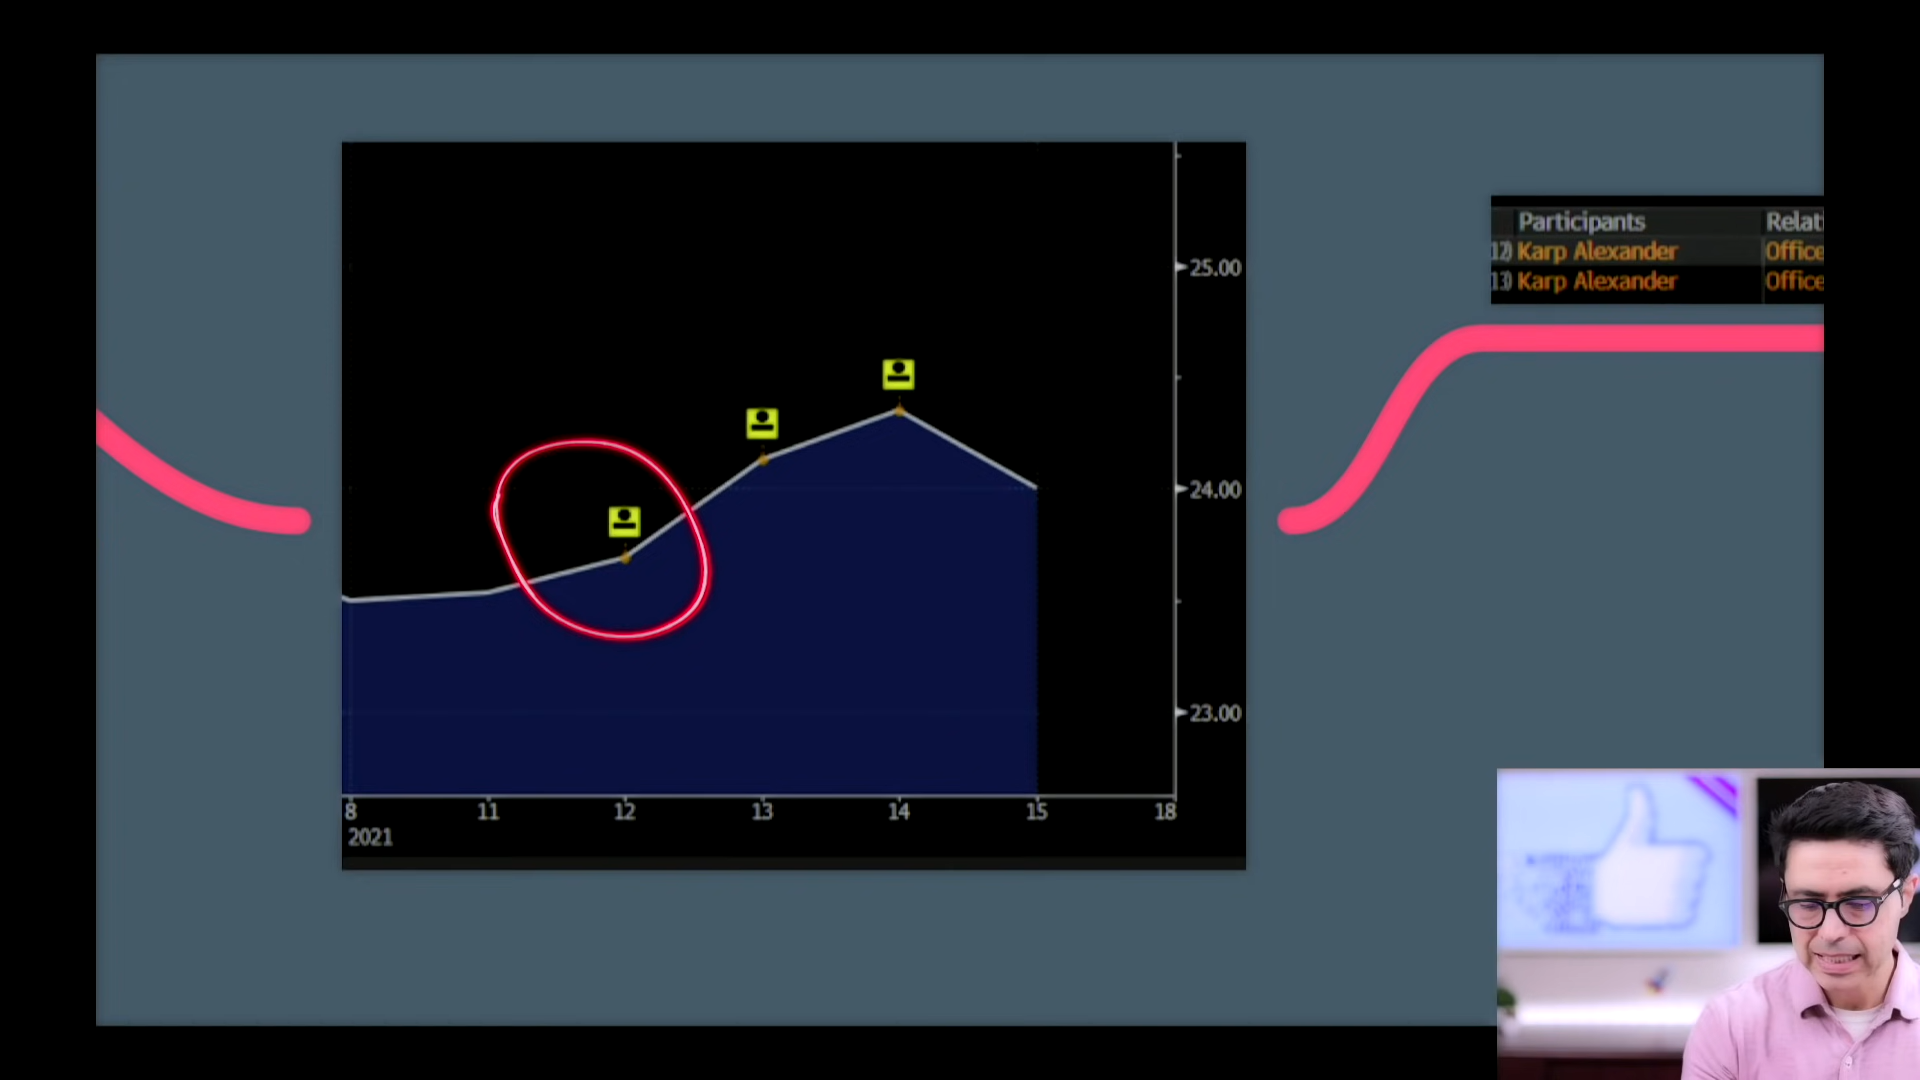 25.00
24.00
23.00
8 11 12 13 14 15 18
2021
Participants Relat
12) Karp Alexander Office
13) Karp Alexander Office